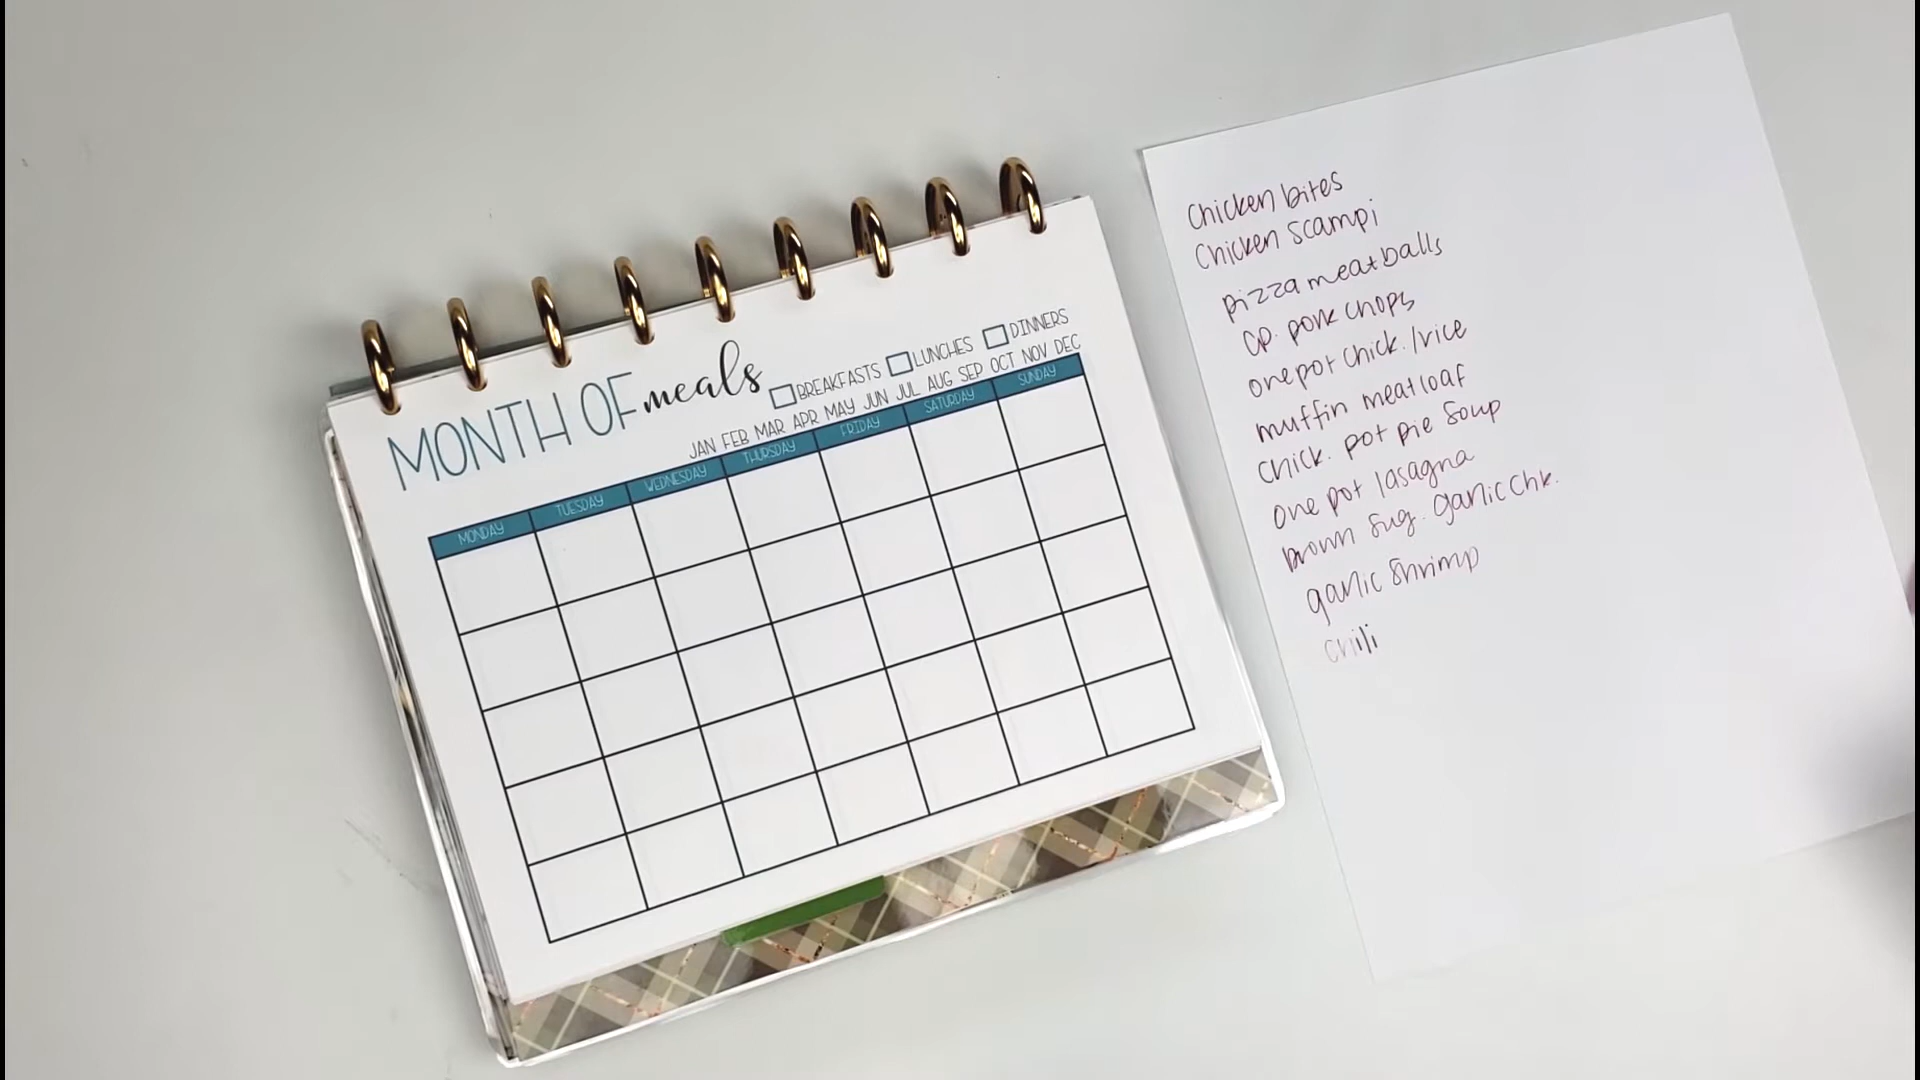 MONTH OF meals
BREAKFASTS LUNCHES DINNERS
JAN FEB MAR APR MAY JUN JUL AUG SEP OCT NOV DEC
MONDAY TUESDAY WEDNESDAY THURSDAY FRIDAY SATURDAY SUNDAY
Chicken bites
Chicken Scampi
pizza meatballs
CP. pork chops
one pot chick. /rice
muffin meatloaf
Chick. pot pie Soup
one pot lasagna
brown Sug. garlic Chk.
garlic Shrimp
Chili